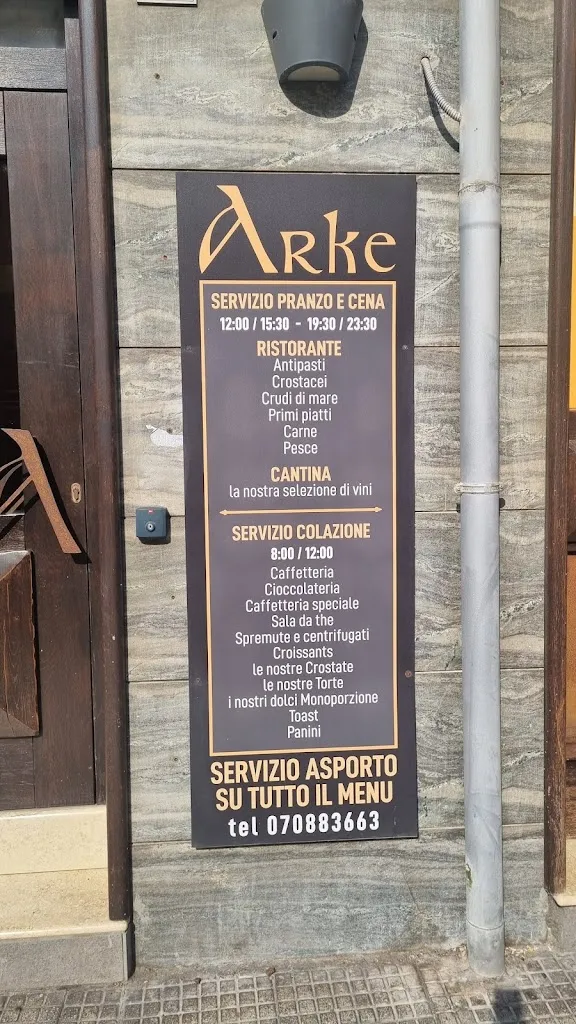 Arke
SERVIZIO PRANZO E CENA
12:00 / 15:30 - 19:30 / 23:30
RISTORANTE
Antipasti
Crostacei
Crudi di mare
Primi piatti
Carne
Pesce
CANTINA
la nostra selezione di vini
SERVIZIO COLAZIONE
8:00 / 12:00
Caffetteria
Cioccolateria
Caffetteria speciale
Sala da the
Spremute e centrifugati
Croissants
le nostre Crostate
le nostre Torte
i nostri dolci Monoporzione
Toast
Panini
SERVIZIO ASPORTO
SU TUTTO IL MENU
tel 070883663